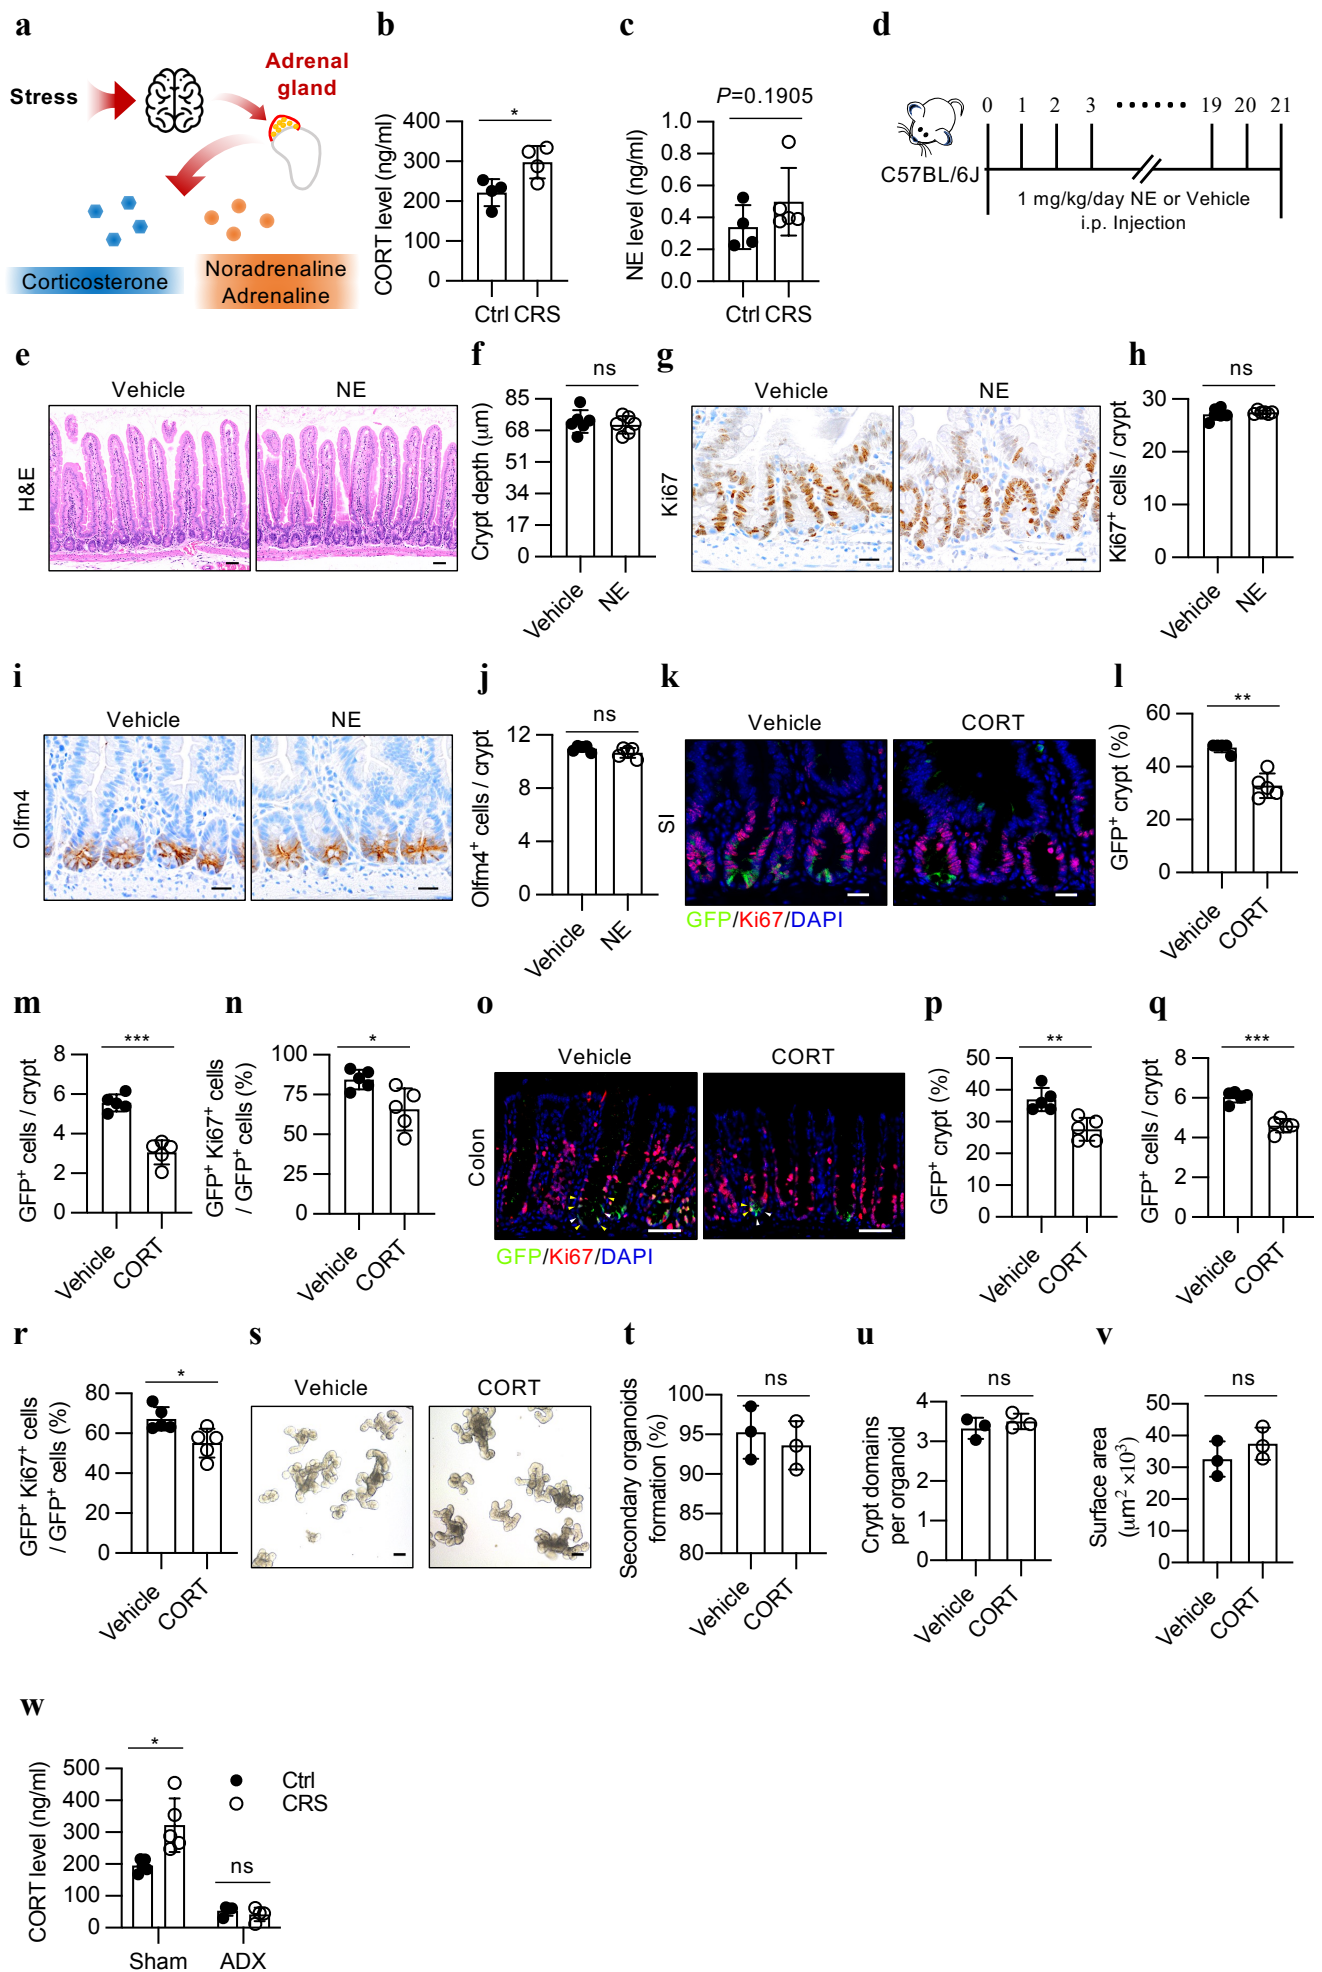 a
Stress
Adrenal
gland
Corticosterone
Noradrenaline
Adrenaline
b
CORT level (ng/ml)
400
300
200
100
0
*
Ctrl CRS
c
P=0.1905
NE level (ng/ml)
1.0
0.8
0.6
0.4
0.2
0.0
Ctrl CRS
d
0 1 2 3 ······· 19 20 21
C57BL/6J
1 mg/kg/day NE or Vehicle
i.p. Injection
e
Vehicle
NE
H&E
f
ns
Crypt depth (μm)
85
68
51
34
17
0
Vehicle
NE
g
Vehicle
NE
Ki67
h
ns
Ki67⁺ cells / crypt
30
20
10
0
Vehicle
NE
i
Vehicle
NE
Olfm4
j
ns
Olfm4⁺ cells / crypt
12
8
4
0
Vehicle
NE
k
Vehicle
CORT
SI
GFP/Ki67/DAPI
l
**
GFP⁺ crypt (%)
60
40
20
0
Vehicle
CORT
m
***
GFP⁺ cells / crypt
8
6
4
2
0
Vehicle
CORT
n
*
GFP⁺ Ki67⁺ cells
/ GFP⁺ cells (%)
100
75
50
25
0
Vehicle
CORT
o
Vehicle
CORT
Colon
GFP/Ki67/DAPI
p
**
GFP⁺ crypt (%)
50
40
30
20
10
0
Vehicle
CORT
q
***
GFP⁺ cells / crypt
8
6
4
2
0
Vehicle
CORT
r
*
GFP⁺ Ki67⁺ cells
/ GFP⁺ cells (%)
80
60
40
20
0
Vehicle
CORT
s
Vehicle
CORT
t
ns
Secondary organoids
formation (%)
100
95
90
85
80
Vehicle
CORT
u
ns
Crypt domains
per organoid
4
3
2
1
0
Vehicle
CORT
v
ns
Surface area
(μm² ×10³)
50
40
30
20
10
0
Vehicle
CORT
w
*
ns
CORT level (ng/ml)
500
400
300
200
100
0
Ctrl
CRS
Sham
ADX